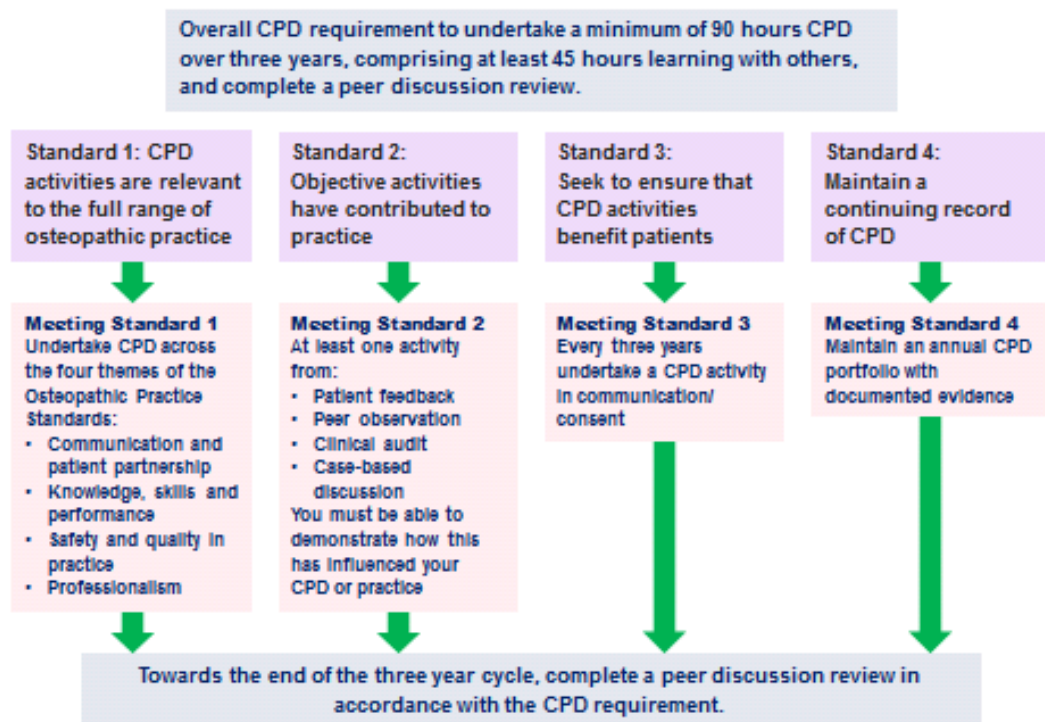 Overall CPD requirement to undertake a minimum of 90 hours CPD
over three years, comprising at least 45 hours learning with others,
and complete a peer discussion review.
Standard 1: CPD
activities are relevant
to the full range of
osteopathic practice
Standard 2:
Objective activities
have contributed to
practice
Standard 3:
Seek to ensure that
CPD activities
benefit patients
Standard 4:
Maintain a
continuing record
of CPD
Meeting Standard 1
Undertake CPD across
the four themes of the
Osteopathic Practice
Standards:
• Communication and
patient partnership
• Knowledge, skills and
performance
• Safety and quality in
practice
• Professionalism
Meeting Standard 2
At least one activity
from:
• Patient feedback
• Peer observation
• Clinical audit
• Case-based
discussion
You must be able to
demonstrate how this
has influenced your
CPD or practice
Meeting Standard 3
Every three years
undertake a CPD activity
in communication/
consent
Meeting Standard 4
Maintain an annual CPD
portfolio with
documented evidence
Towards the end of the three year cycle, complete a peer discussion review in
accordance with the CPD requirement.